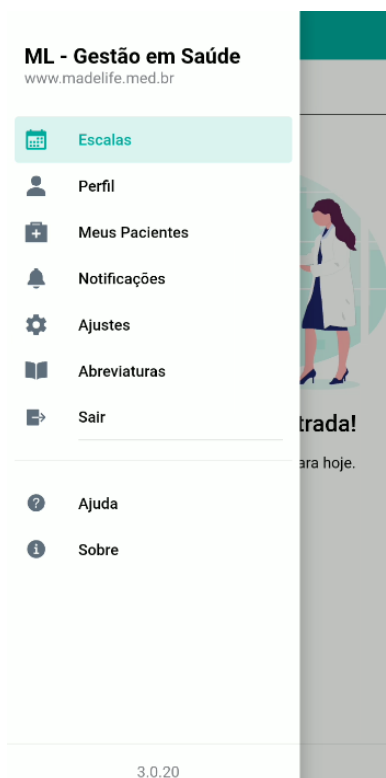 ML - Gestão em Saúde
www.madelife.med.br
Escalas
Perfil
Meus Pacientes
Notificações
Ajustes
Abreviaturas
Sair
trada!
ara hoje.
Ajuda
Sobre
3.0.20